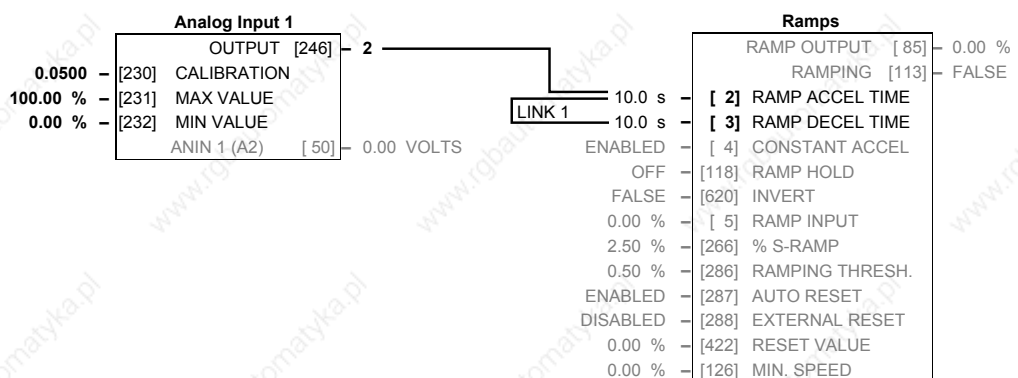 Analog Input 1
OUTPUT [246] – 2
0.0500 – [230] CALIBRATION
100.00 % – [231] MAX VALUE
0.00 % – [232] MIN VALUE
ANIN 1 (A2) [ 50] – 0.00 VOLTS
LINK 1
Ramps
RAMP OUTPUT [ 85] – 0.00 %
RAMPING [113] – FALSE
10.0 s – [ 2] RAMP ACCEL TIME
10.0 s – [ 3] RAMP DECEL TIME
ENABLED – [ 4] CONSTANT ACCEL
OFF – [118] RAMP HOLD
FALSE – [620] INVERT
0.00 % – [ 5] RAMP INPUT
2.50 % – [266] % S-RAMP
0.50 % – [286] RAMPING THRESH.
ENABLED – [287] AUTO RESET
DISABLED – [288] EXTERNAL RESET
0.00 % – [422] RESET VALUE
0.00 % – [126] MIN. SPEED
www.rgbautomatyka.pl